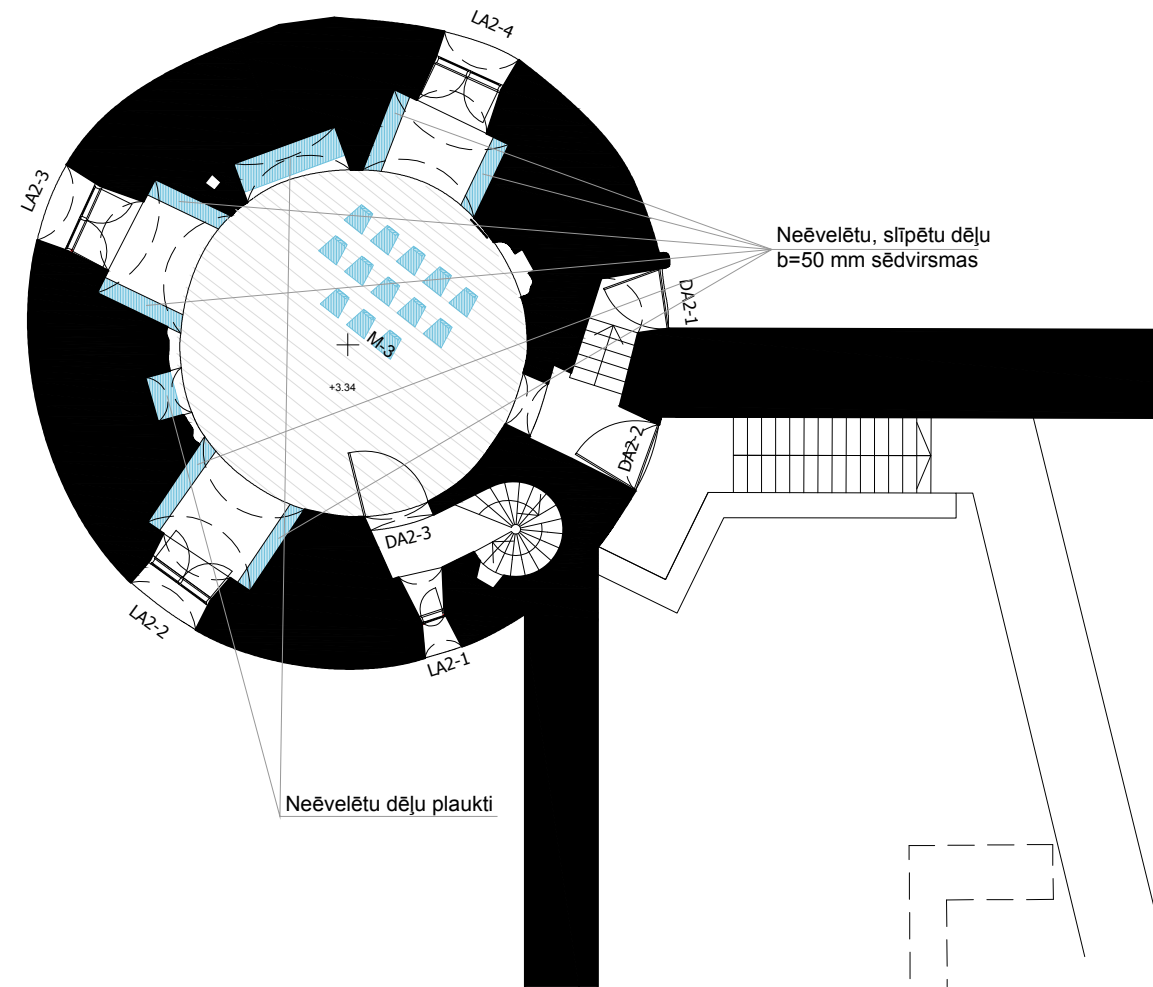 LA2-4
LA2-3
Neēvelētu, slīpētu dēļu
b=50 mm sēdvirsmas
DA2-1
M-3
+3.34
DA2-2
DA2-3
LA2-2
LA2-1
Neēvelētu dēļu plaukti